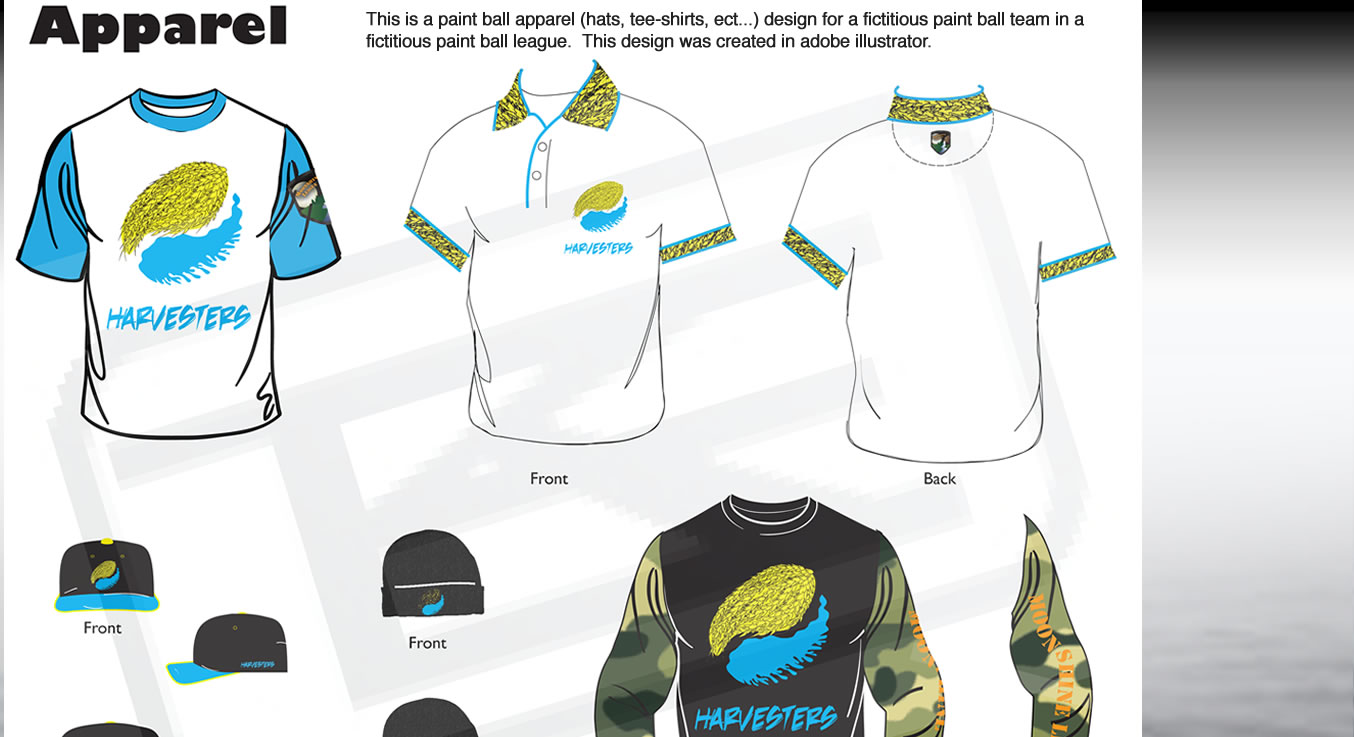 Apparel
This is a paint ball apparel (hats, tee-shirts, ect...) design for a fictitious paint ball team in a
fictitious paint ball league. This design was created in adobe illustrator.
HARVESTERS
HARVESTERS
Front
Back
Front
HARVESTERS
Front
HARVESTERS
MOON
MOON SHINE